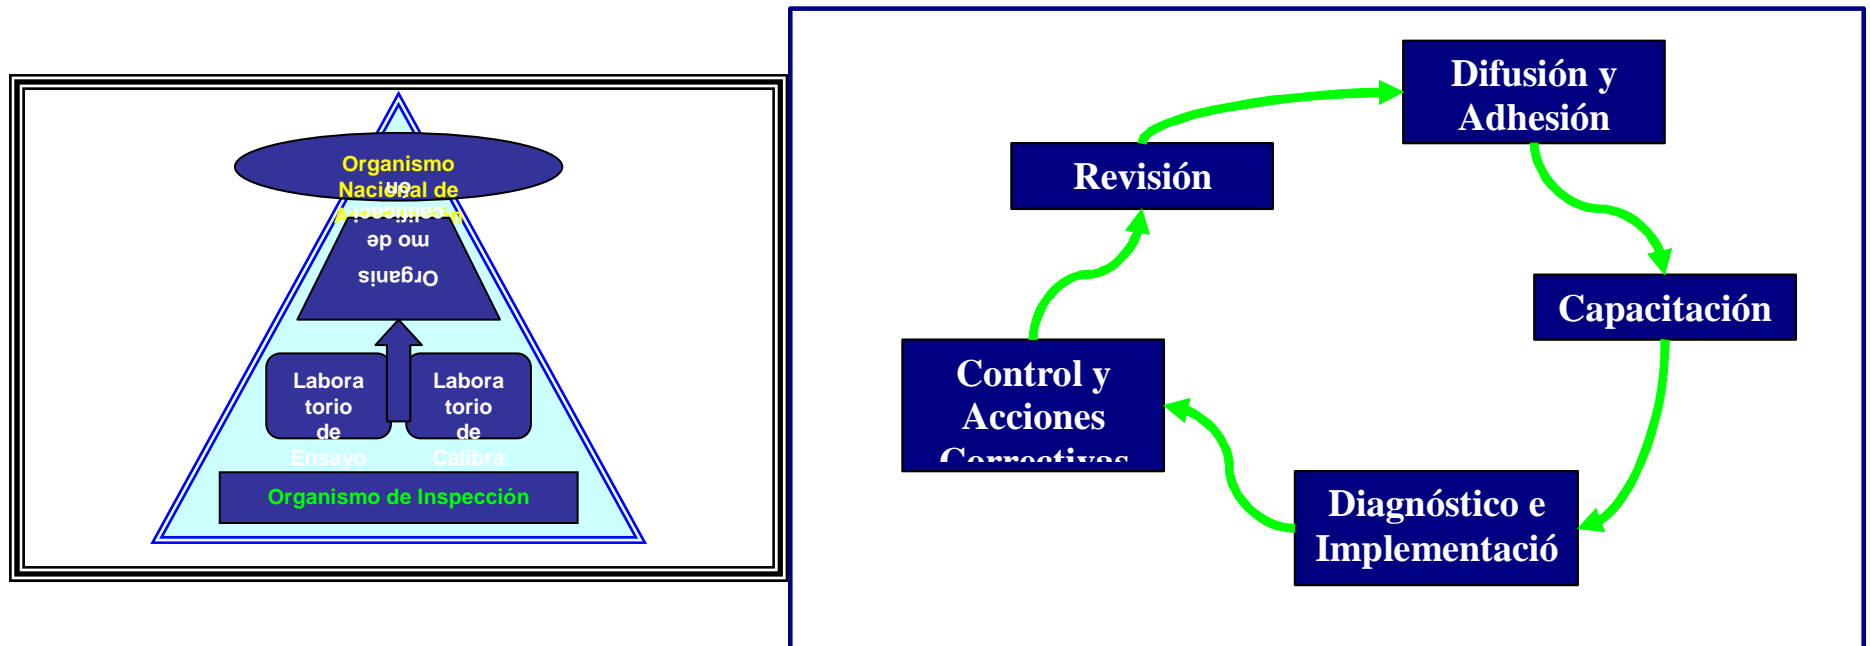 Organismo
Nacional de
mo de
Organis
Labora
torio
de
Ensayo
Labora
torio
de
Calibra
Organismo de Inspección
Difusión y
Adhesión
Revisión
Capacitación
Control y
Acciones
Correctivas
Diagnóstico e
Implementació